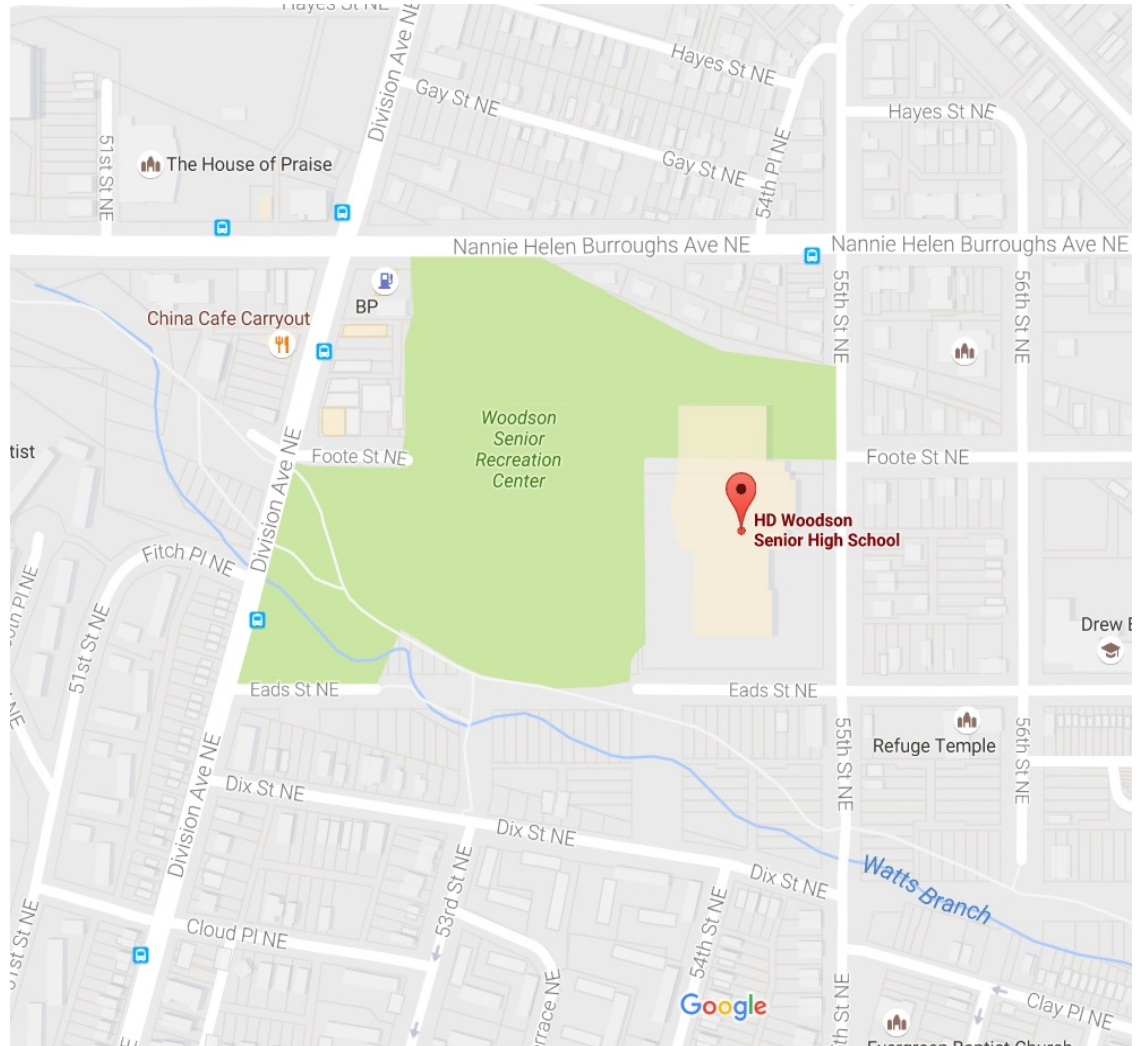 Hayes St NE
Division Ave NE
Hayes St NE
Gay St NE
Hayes St NE
51st St NE
The House of Praise
Gay St NE
54th Pl NE
Nannie Helen Burroughs Ave NE
Nannie Helen Burroughs Ave NE
BP
China Cafe Carryout
55th St NE
56th St NE
Woodson
Senior
Recreation
Center
tist
Foote St NE
Foote St NE
Division Ave NE
HD Woodson
Senior High School
Fitch Pl NE
51st St NE
Drew E
Eads St NE
Eads St NE
55th St NE
56th St NE
Refuge Temple
Dix St NE
Division Ave NE
Dix St NE
Dix St NE
Watts Branch
53rd St NE
54th St NE
Cloud Pl NE
Google
Clay Pl NE